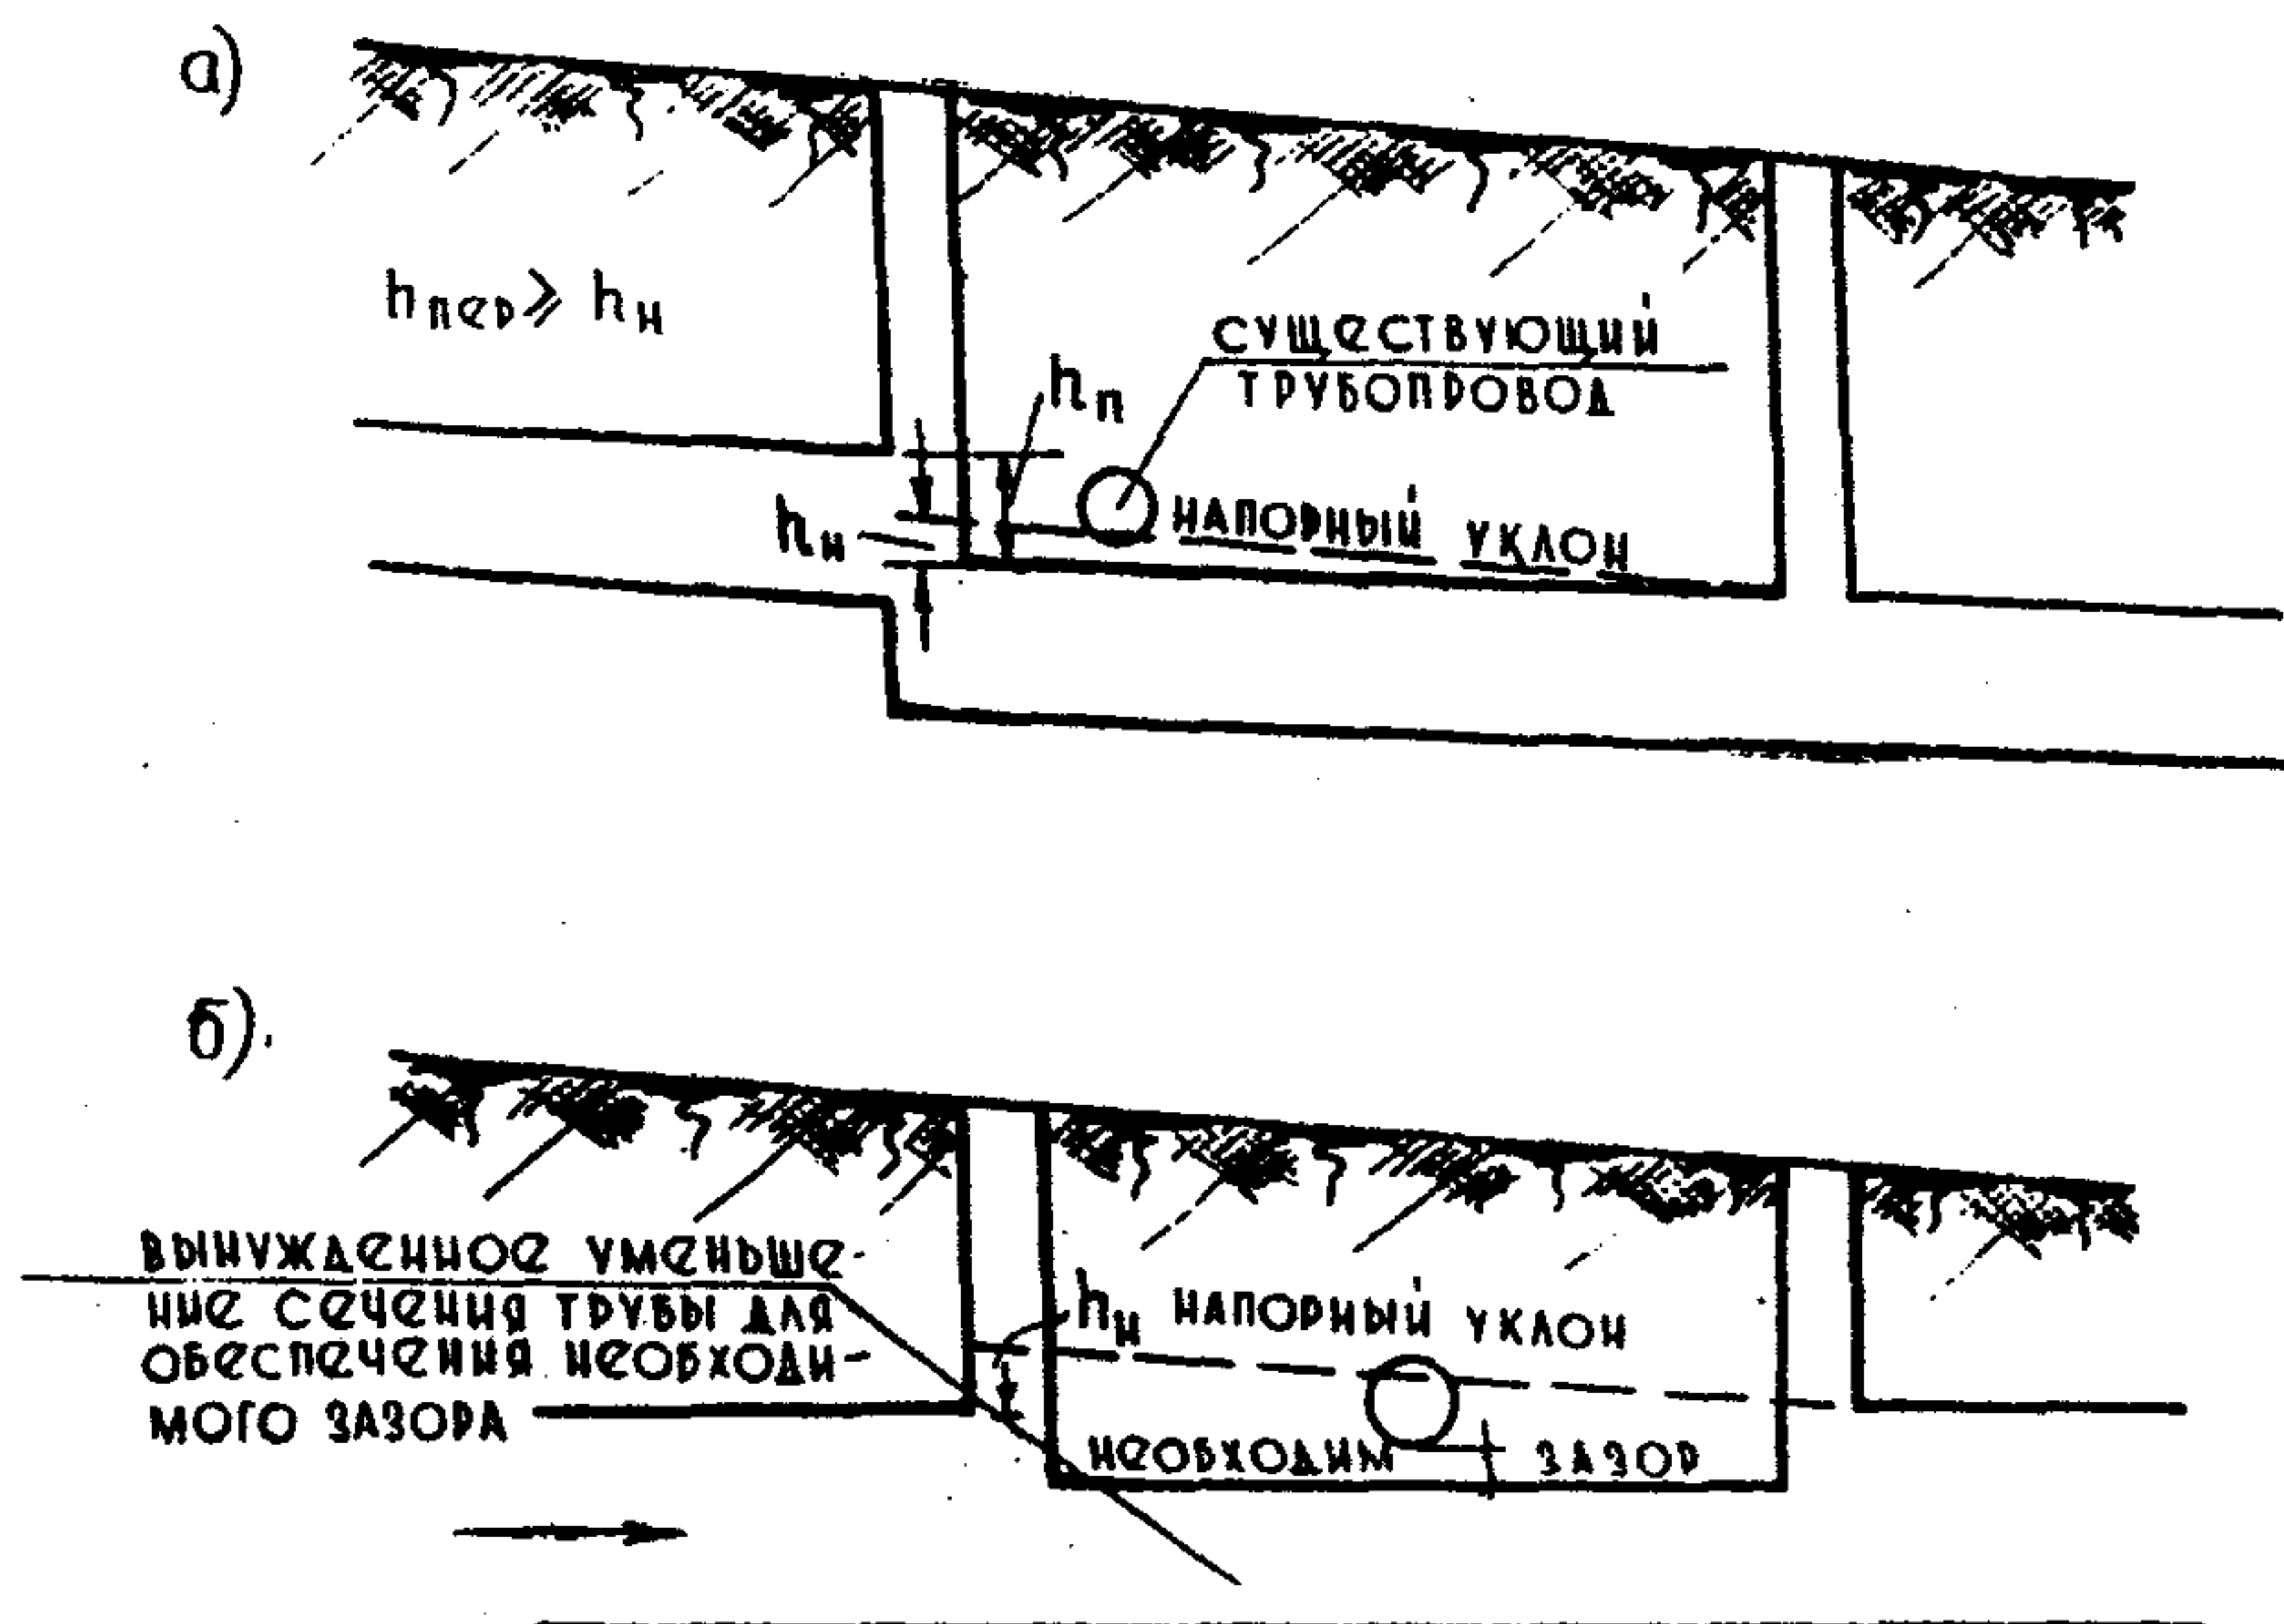 а)
hпер ⩾ hн
СУЩЕСТВУЮЩИЙ
ТРУБОПРОВОД
hп
hн
НАПОРНЫЙ УКЛОН
б).
ВЫНУЖДЕННОЕ УМЕНЬШЕ-
НИЕ СЕЧЕНИЯ ТРУБЫ ДЛЯ
ОБЕСПЕЧЕНИЯ НЕОБХОДИ-
МОГО ЗАЗОРА
hн НАПОРНЫЙ УКЛОН
НЕОБХОДИМ ЗАЗОР